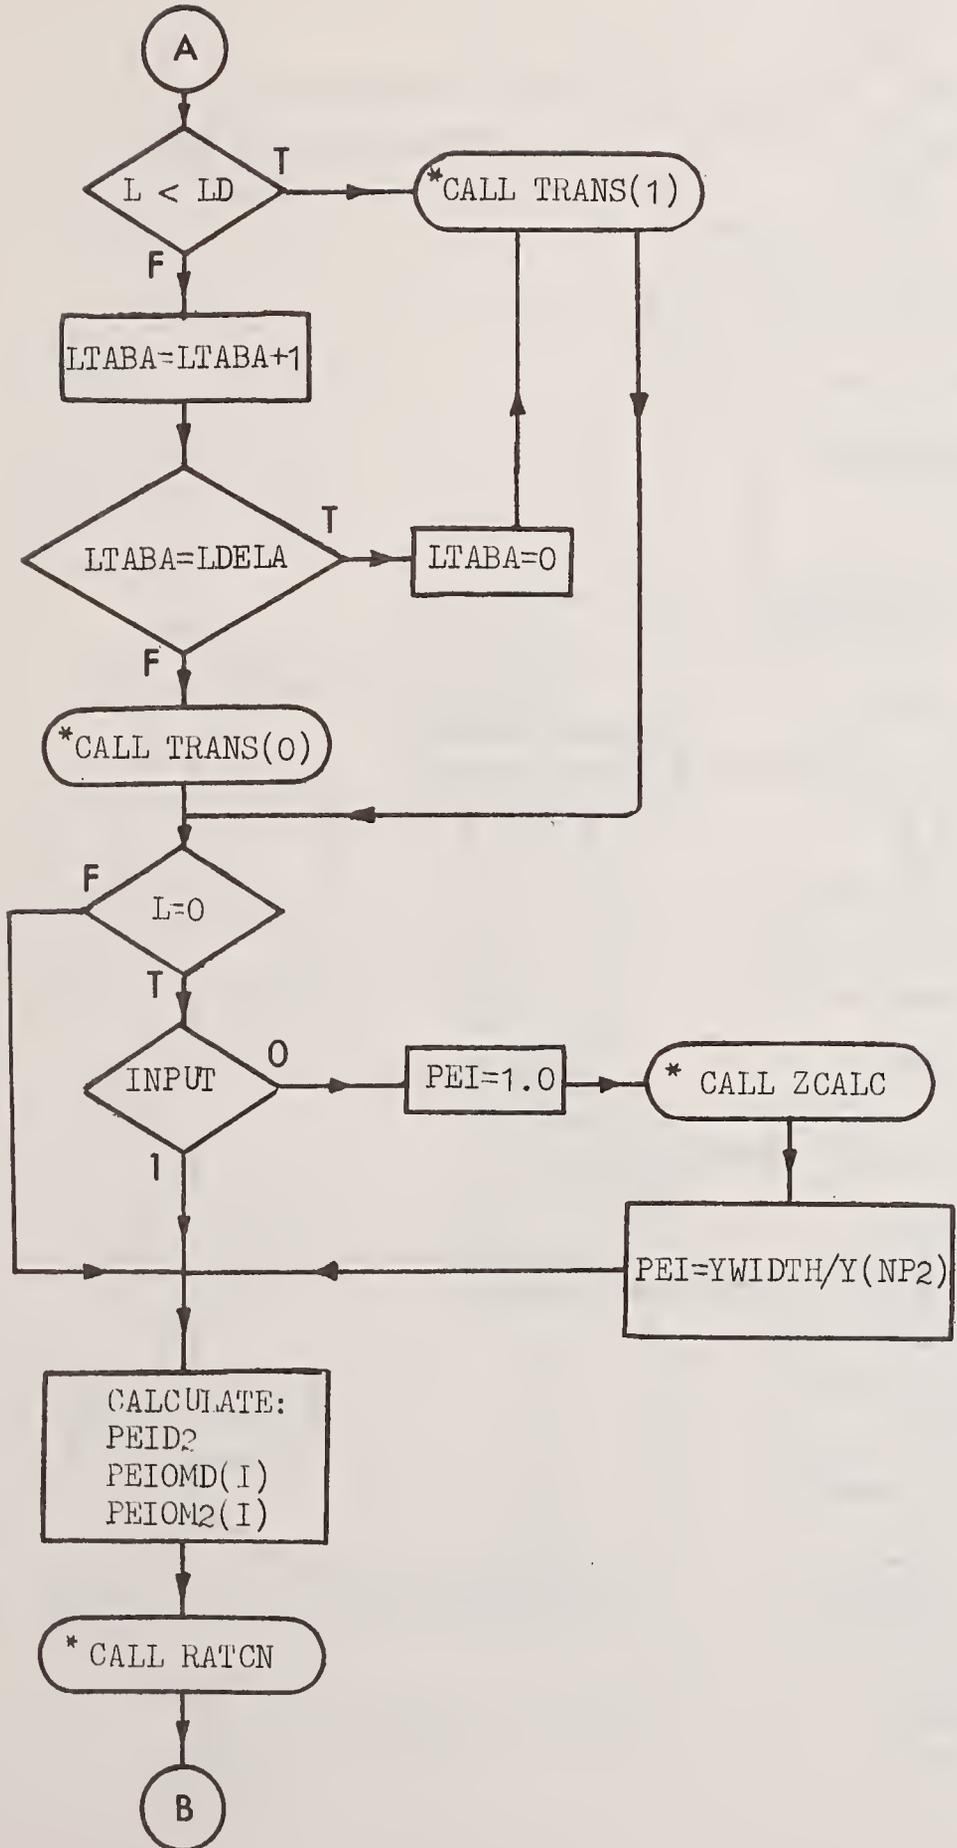 A
L < LD
T
*CALL TRANS(1)
F
LTABA=LTABA+1
LTABA=LDELA
T
LTABA=0
F
*CALL TRANS(0)
F
L=0
T
INPUT
0
PEI=1.0
* CALL ZCALC
1
PEI=YWIDTH/Y(NP2)
CALCULATE:
PEID2
PEIOMD(I)
PEIOM2(I)
* CALL RATCN
B